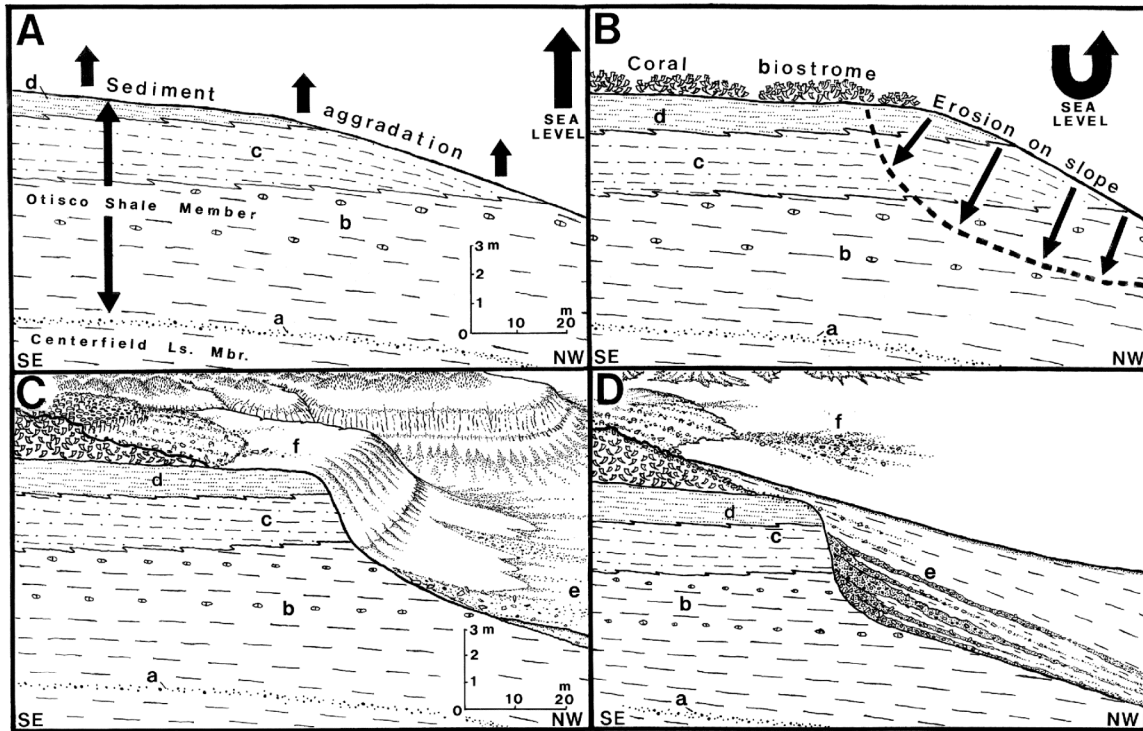 A
d
Sediment
aggradation
SEA
LEVEL
c
Otisco Shale Member
b
3 m
2
1
0
10
m
20
a
Centerfield Ls. Mbr.
SE
NW
B
Coral
biostrome
SEA
LEVEL
Erosion on slope
d
c
b
a
SE
NW
C
f
d
c
b
e
3 m
2
1
0
m
10
20
a
SE
NW
D
f
d
c
e
b
a
SE
NW